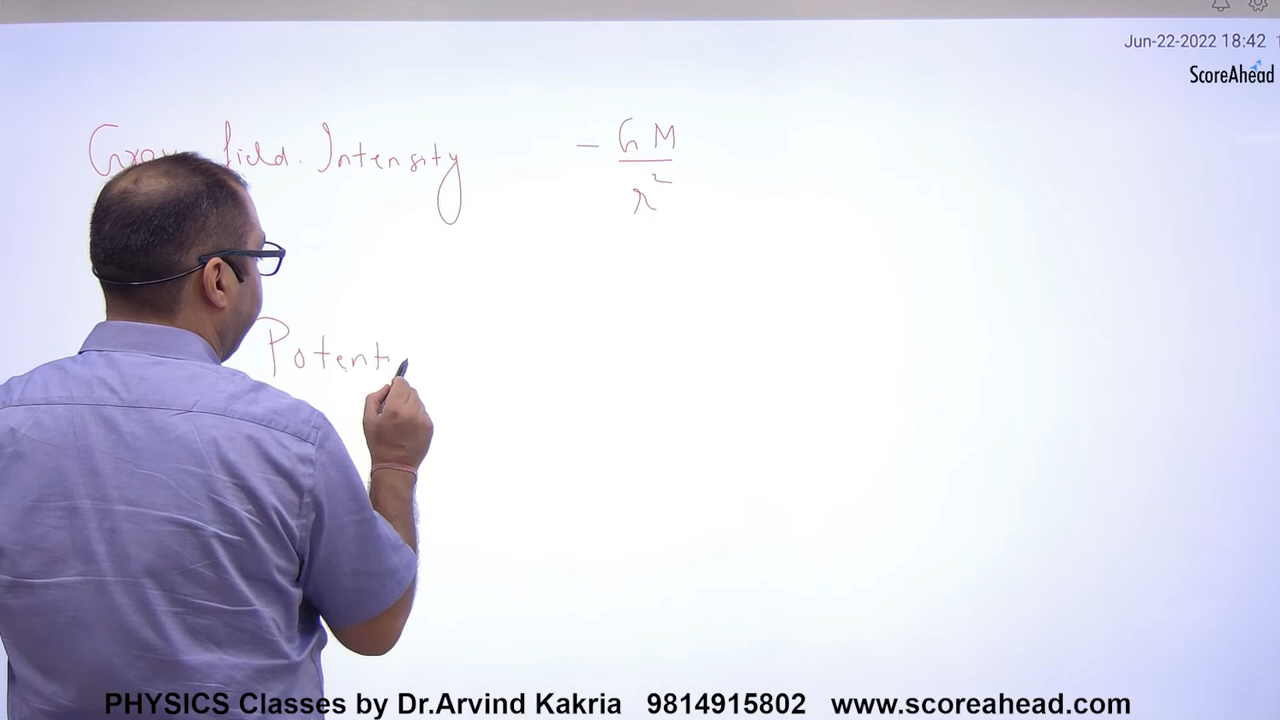 Jun-22-2022 18:42
ScoreAhead
field. Intensity - GM
r²
Potent
PHYSICS Classes by Dr.Arvind Kakria 9814915802 www.scoreahead.com